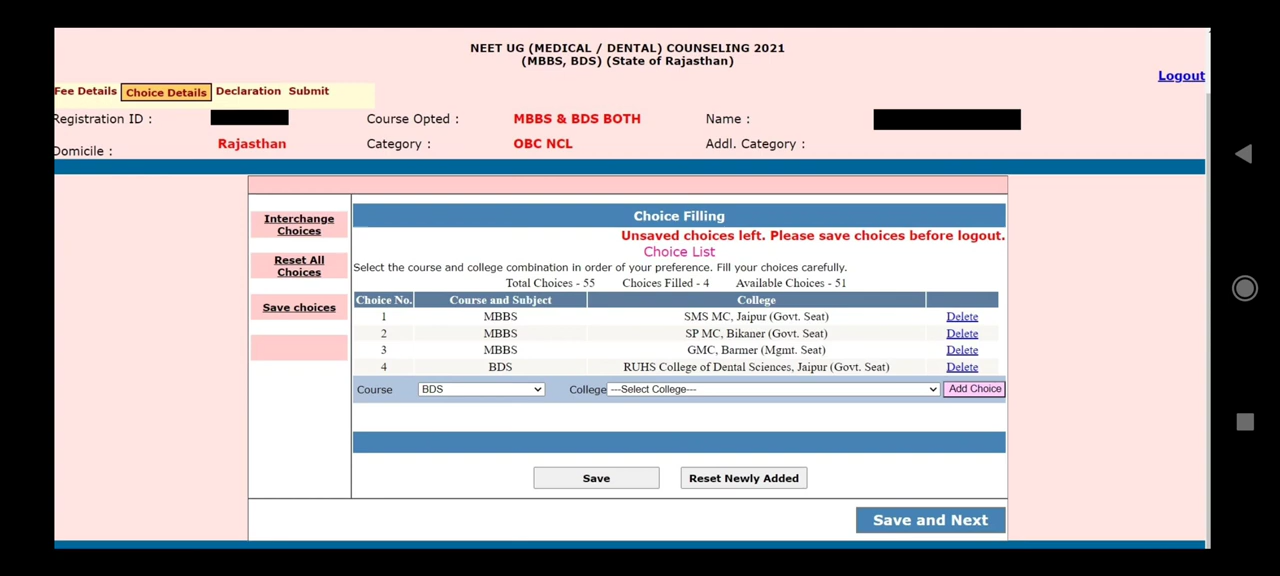 NEET UG (MEDICAL / DENTAL) COUNSELING 2021
(MBBS, BDS) (State of Rajasthan)
Logout
Fee Details Choice Details Declaration Submit
Registration ID : Course Opted : MBBS & BDS BOTH Name :
Domicile : Rajasthan Category : OBC NCL Addl. Category :
Interchange Choices
Reset All Choices
Save choices
Choice Filling
Unsaved choices left. Please save choices before logout.
Choice List
Select the course and college combination in order of your preference. Fill your choices carefully.
Total Choices - 55 Choices Filled - 4 Available Choices - 51
Choice No. Course and Subject College
1 MBBS SMS MC, Jaipur (Govt. Seat) Delete
2 MBBS SP MC, Bikaner (Govt. Seat) Delete
3 MBBS GMC, Barmer (Mgmt. Seat) Delete
4 BDS RUHS College of Dental Sciences, Jaipur (Govt. Seat) Delete
Course BDS College ---Select College--- Add Choice
Save Reset Newly Added
Save and Next